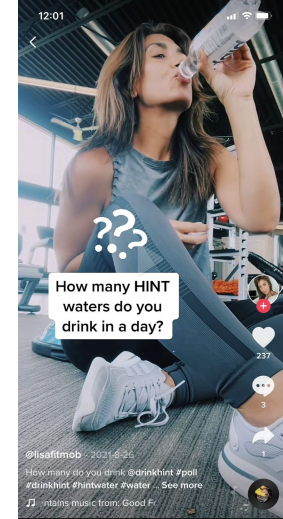 12:01
???
How many HINT
waters do you
drink in a day?
237
3
1
@lisafitmob · 2021-8-26
How many do you drink @drinkhint #poll
#drinkhint #hintwater #water ... See more
ntains music from: Good Fr